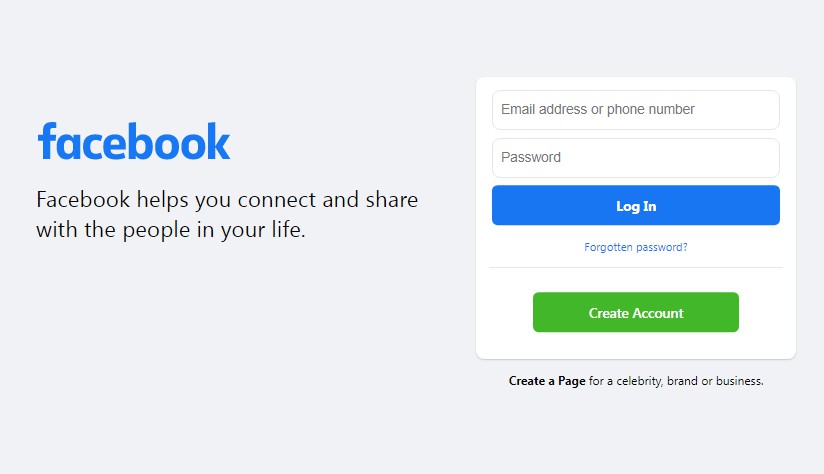 facebook
Facebook helps you connect and share
with the people in your life.
Email address or phone number
Password
Log In
Forgotten password?
Create Account
Create a Page for a celebrity, brand or business.